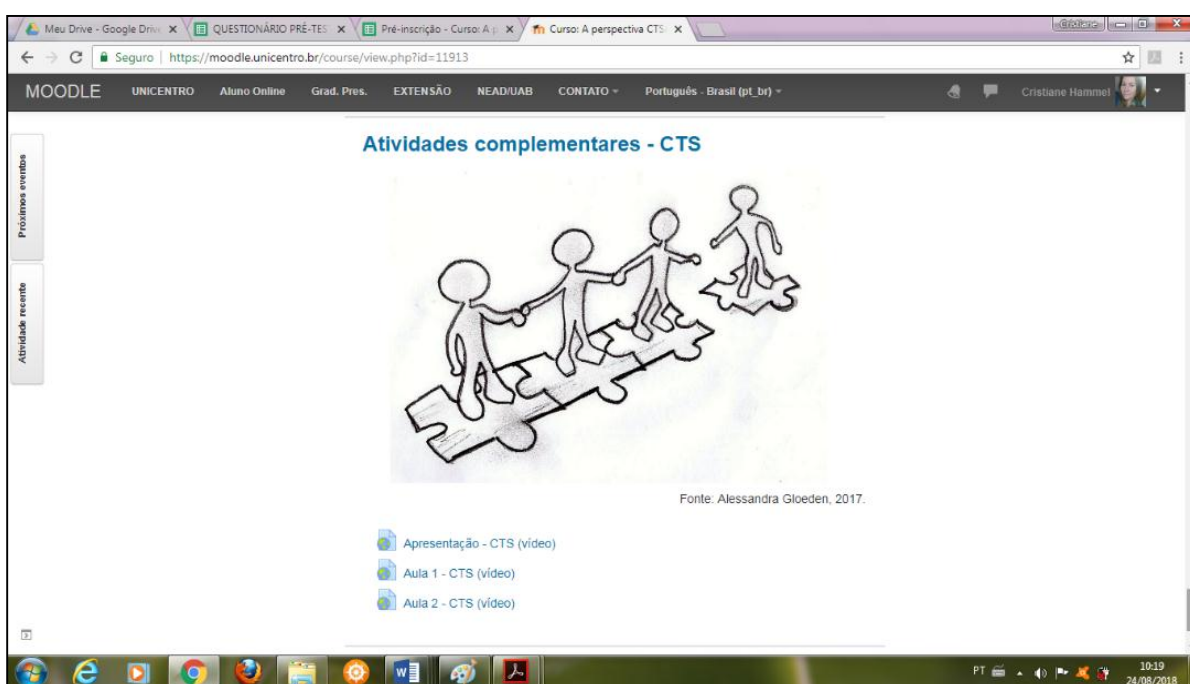 Meu Drive - Google Drive QUESTIONÁRIO PRÉ-TES Pré-inscrição - Curso: A p Curso: A perspectiva CTS Cristiane
Seguro https://moodle.unicentro.br/course/view.php?id=11913
MOODLE UNICENTRO Aluno Online Grad. Pres. EXTENSÃO NEAD/UAB CONTATO Português - Brasil (pt_br) Cristiane Hammel
Próximos eventos
Atividade recente
Atividades complementares - CTS
Fonte: Alessandra Gloeden, 2017.
Apresentação - CTS (vídeo)
Aula 1 - CTS (vídeo)
Aula 2 - CTS (vídeo)
PT 10:19
24/08/2018